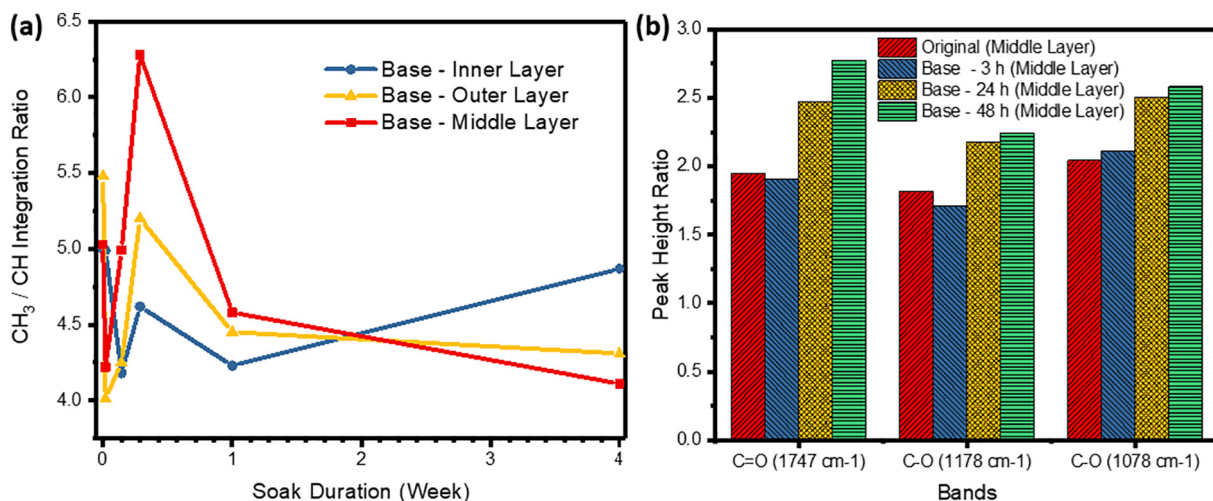 (a)
6.5
6.0
5.5
5.0
4.5
4.0
CH₃ / CH Integration Ratio
Base - Inner Layer
Base - Outer Layer
Base - Middle Layer
0 1 2 3 4
Soak Duration (Week)
(b)
3.0
2.5
2.0
1.5
1.0
0.5
0.0
Peak Height Ratio
Original (Middle Layer)
Base - 3 h (Middle Layer)
Base - 24 h (Middle Layer)
Base - 48 h (Middle Layer)
C=O (1747 cm-1) C-O (1178 cm-1) C-O (1078 cm-1)
Bands